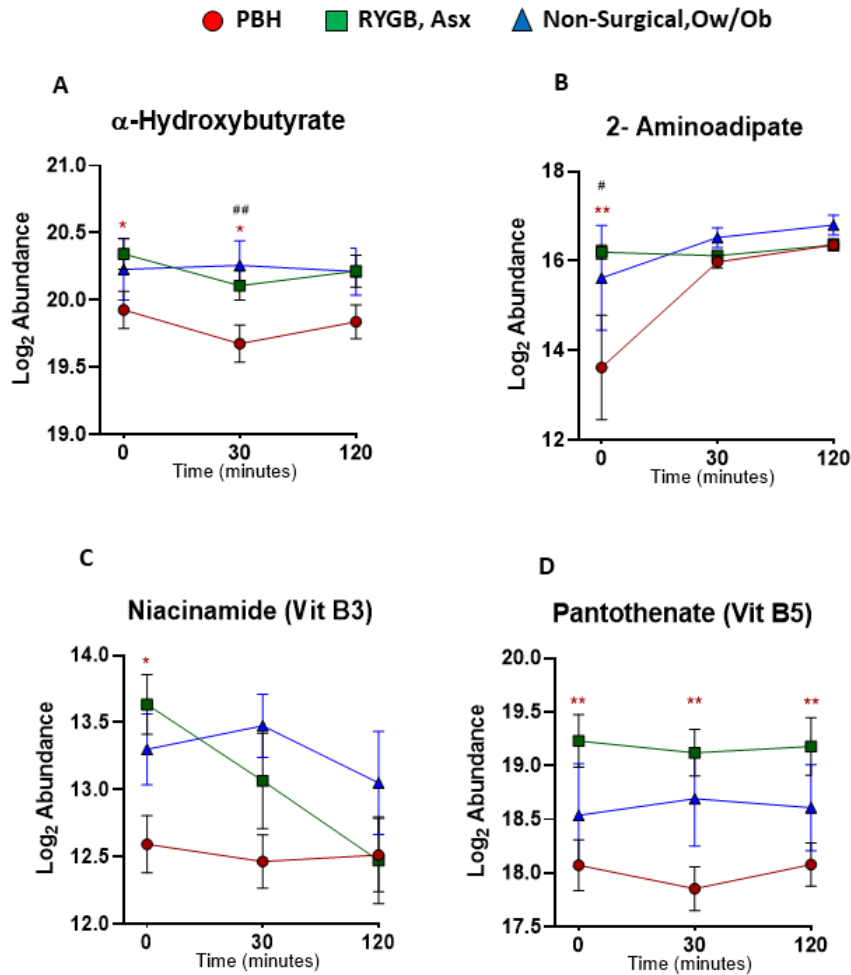 PBH RYGB, Asx Non-Surgical,Ow/Ob
A
α-Hydroxybutyrate
21.0
20.5
20.0
19.5
19.0
Log₂ Abundance
*
##
*
0 30 120
Time (minutes)
B
2- Aminoadipate
18
16
14
12
Log₂ Abundance
#
**
0 30 120
Time (minutes)
C
Niacinamide (Vit B3)
14.0
13.5
13.0
12.5
12.0
Log₂ Abundance
*
0 30 120
Time (minutes)
D
Pantothenate (Vit B5)
20.0
19.5
19.0
18.5
18.0
17.5
Log₂ Abundance
** ** **
0 30 120
Time (minutes)